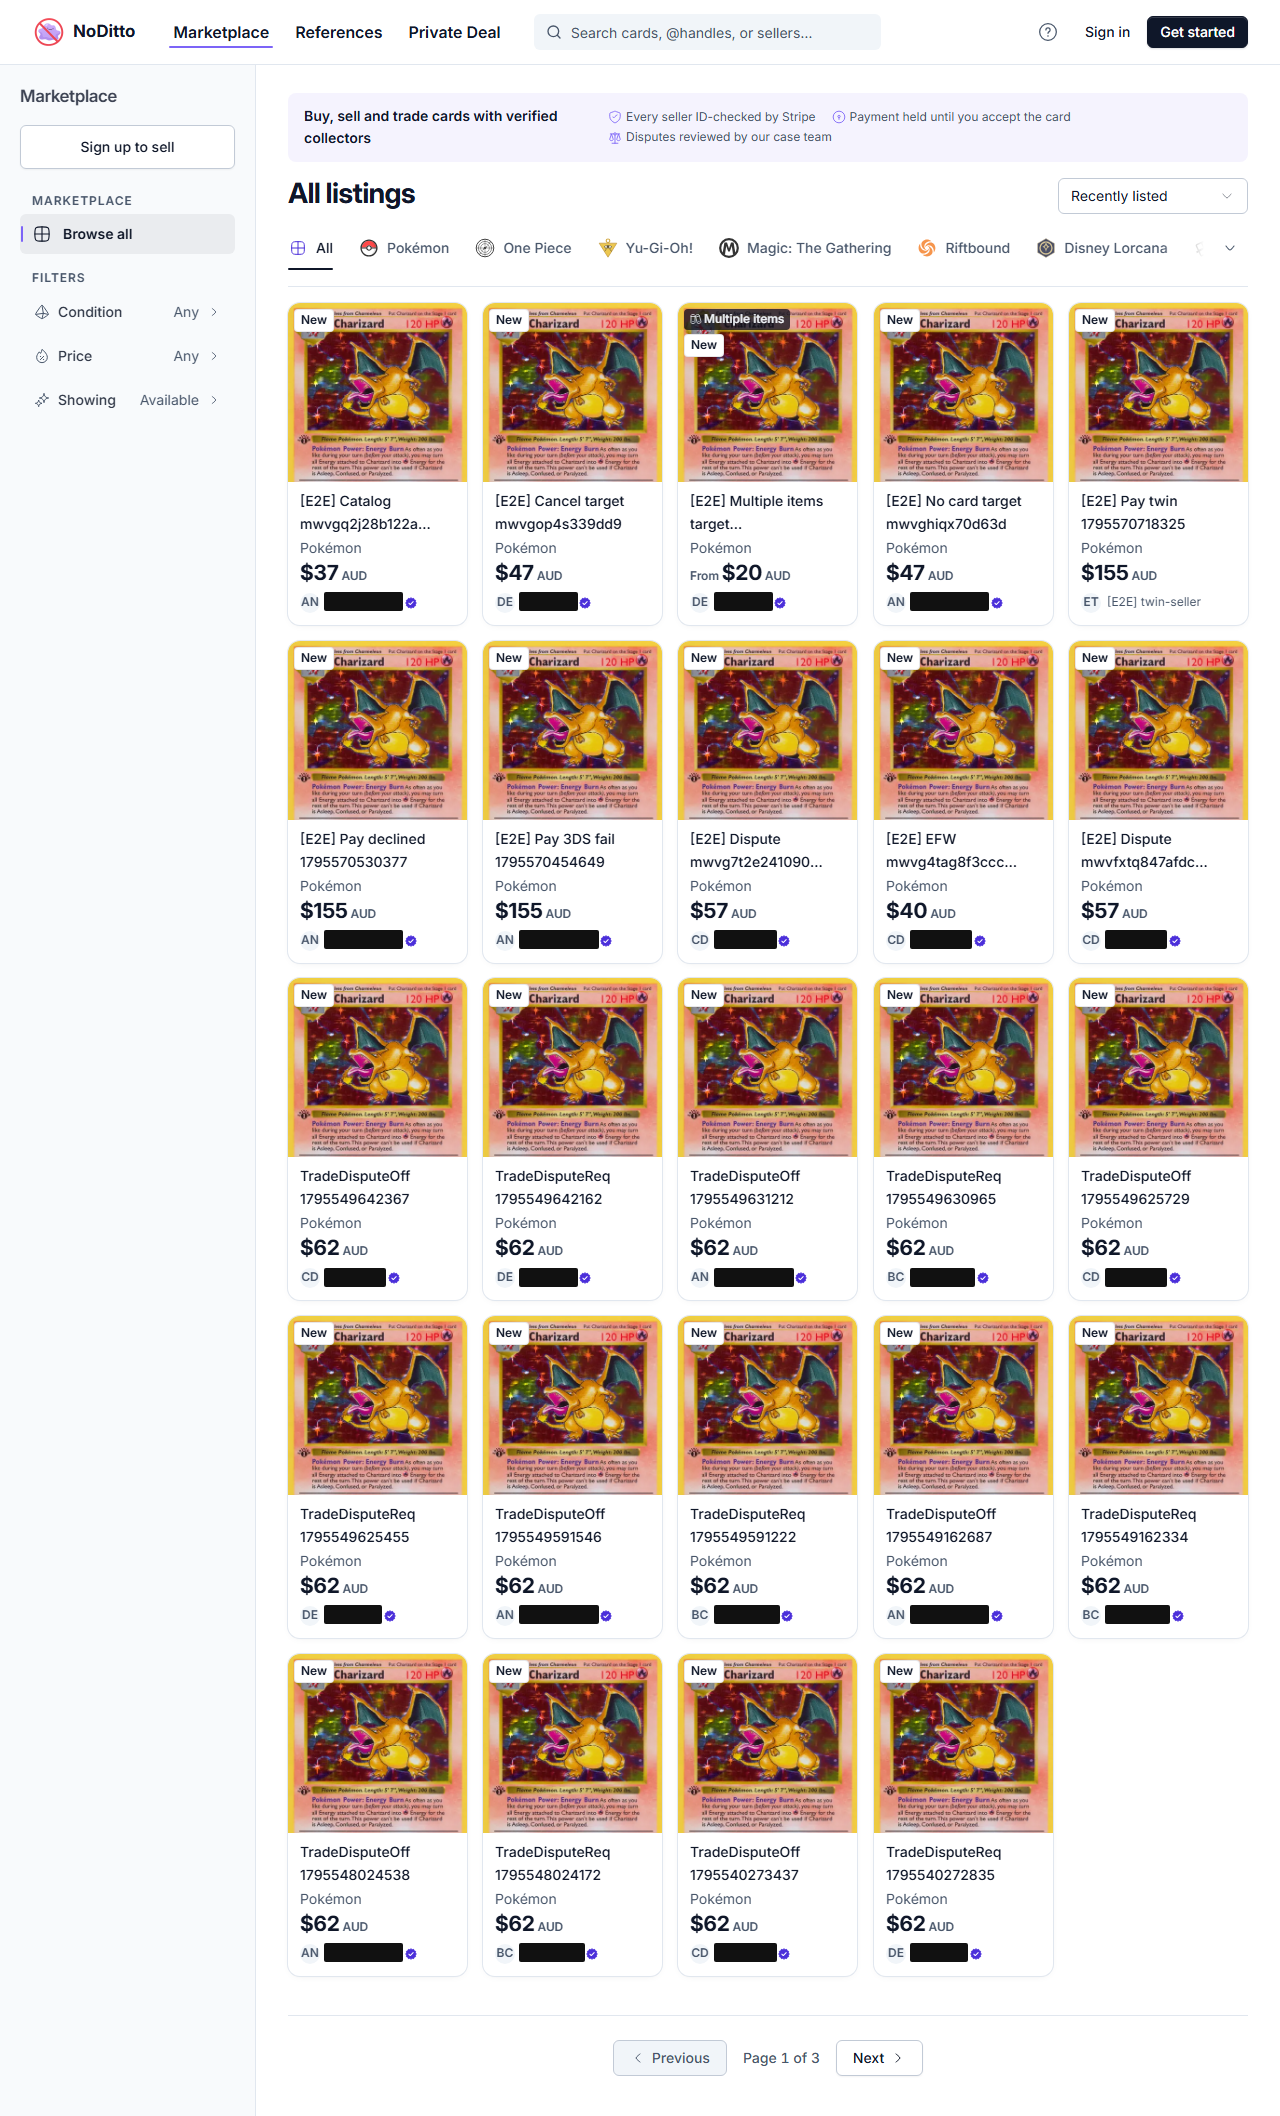 NoDitto
Marketplace
References
Private Deal
Search cards, @handles, or sellers...
Sign in
Get started
Marketplace
Sign up to sell
MARKETPLACE
Browse all
FILTERS
Condition Any
Price Any
Showing Available
Buy, sell and trade cards with verified
collectors
Every seller ID-checked by Stripe
Payment held until you accept the card
Disputes reviewed by our case team
All listings
Recently listed
All
Pokémon
One Piece
Yu-Gi-Oh!
Magic: The Gathering
Riftbound
Disney Lorcana
New
[E2E] Catalog
mwvgq2j28b122a...
Pokémon
$37 AUD
AN
New
[E2E] Cancel target
mwvgop4s339dd9
Pokémon
$47 AUD
DE
Multiple items
New
[E2E] Multiple items
target...
Pokémon
From $20 AUD
DE
New
[E2E] No card target
mwvghiqx70d63d
Pokémon
$47 AUD
AN
New
[E2E] Pay twin
1795570718325
Pokémon
$155 AUD
ET [E2E] twin-seller
New
[E2E] Pay declined
1795570530377
Pokémon
$155 AUD
AN
New
[E2E] Pay 3DS fail
1795570454649
Pokémon
$155 AUD
AN
New
[E2E] Dispute
mwvg7t2e241090...
Pokémon
$57 AUD
CD
New
[E2E] EFW
mwvg4tag8f3ccc...
Pokémon
$40 AUD
CD
New
[E2E] Dispute
mwvfxtq847afdc...
Pokémon
$57 AUD
CD
New
TradeDisputeOff
1795549642367
Pokémon
$62 AUD
CD
New
TradeDisputeReq
1795549642162
Pokémon
$62 AUD
DE
New
TradeDisputeOff
1795549631212
Pokémon
$62 AUD
AN
New
TradeDisputeReq
1795549630965
Pokémon
$62 AUD
BC
New
TradeDisputeOff
1795549625729
Pokémon
$62 AUD
CD
New
TradeDisputeReq
1795549625455
Pokémon
$62 AUD
DE
New
TradeDisputeOff
1795549591546
Pokémon
$62 AUD
AN
New
TradeDisputeReq
1795549591222
Pokémon
$62 AUD
BC
New
TradeDisputeOff
1795549162687
Pokémon
$62 AUD
AN
New
TradeDisputeReq
1795549162334
Pokémon
$62 AUD
BC
New
TradeDisputeOff
1795548024538
Pokémon
$62 AUD
AN
New
TradeDisputeReq
1795548024172
Pokémon
$62 AUD
BC
New
TradeDisputeOff
1795540273437
Pokémon
$62 AUD
CD
New
TradeDisputeReq
1795540272835
Pokémon
$62 AUD
DE
Previous
Page 1 of 3
Next